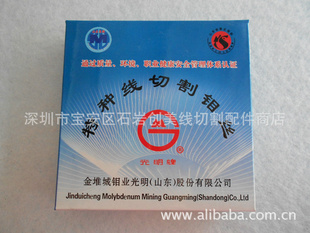 通过质量、环境、职业健康安全管理体系认证
特种线切割钼丝
深圳市宝安区石岩创美线切割配件商店
®
光明牌
金堆城钼业光明(山东)股份有限公司
Jinduicheng Molybdenum Mining Guangming(Shandong)Co.,Ltd
.alibaba.com.cn